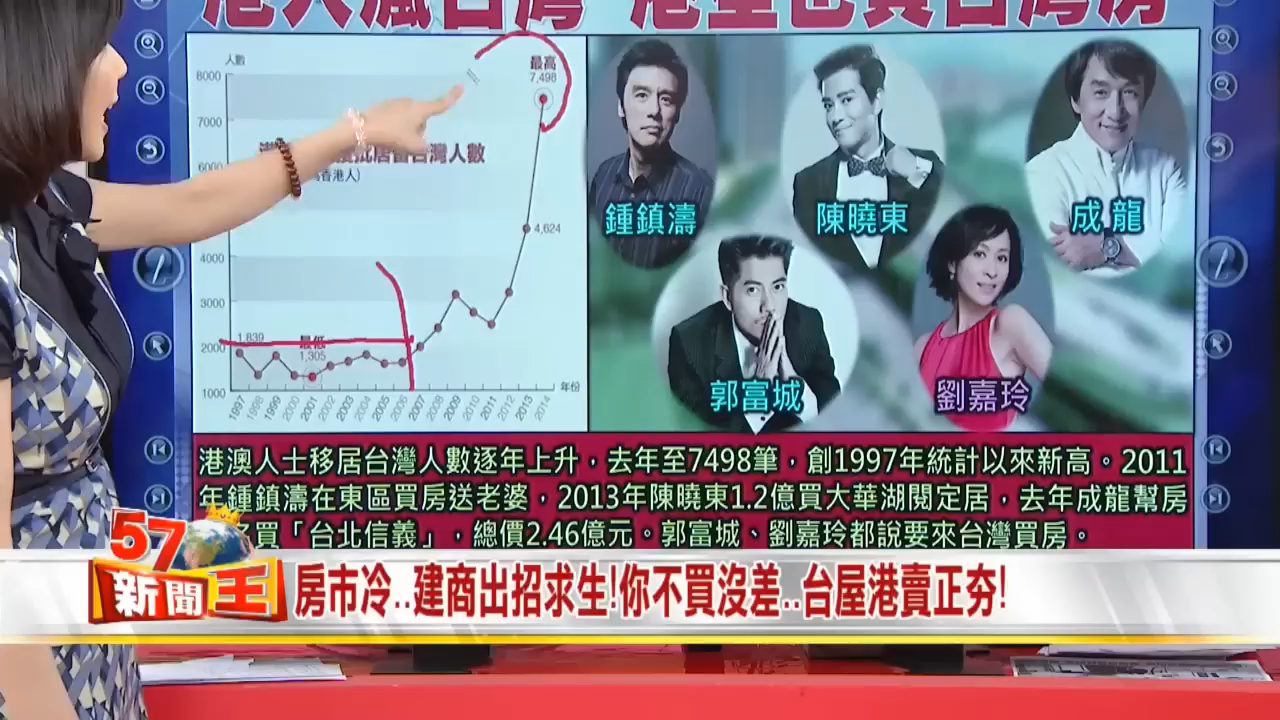 港人瘋台灣 港星也買台灣房
人數
8000
7000
6000
4000
3000
2000
1000
最高
7,498
4,624
1,839
最低
1,305
居留台灣人數
香港人)
年份
1997
1998
1999
2002
2003
2004
2005
2006
2007
2008
2009
2010
2011
2012
2013
2014
鍾鎮濤
陳曉東
成龍
郭富城
劉嘉玲
港澳人士移居台灣人數逐年上升，去年至7498筆，創1997年統計以來新高。2011
年鍾鎮濤在東區買房送老婆，2013年陳曉東1.2億買大華湖閱定居，去年成龍幫房
買「台北信義」，總價2.46億元。郭富城、劉嘉玲都說要來台灣買房。
57
新聞王
房市冷..建商出招求生!你不買沒差..台屋港賣正夯!